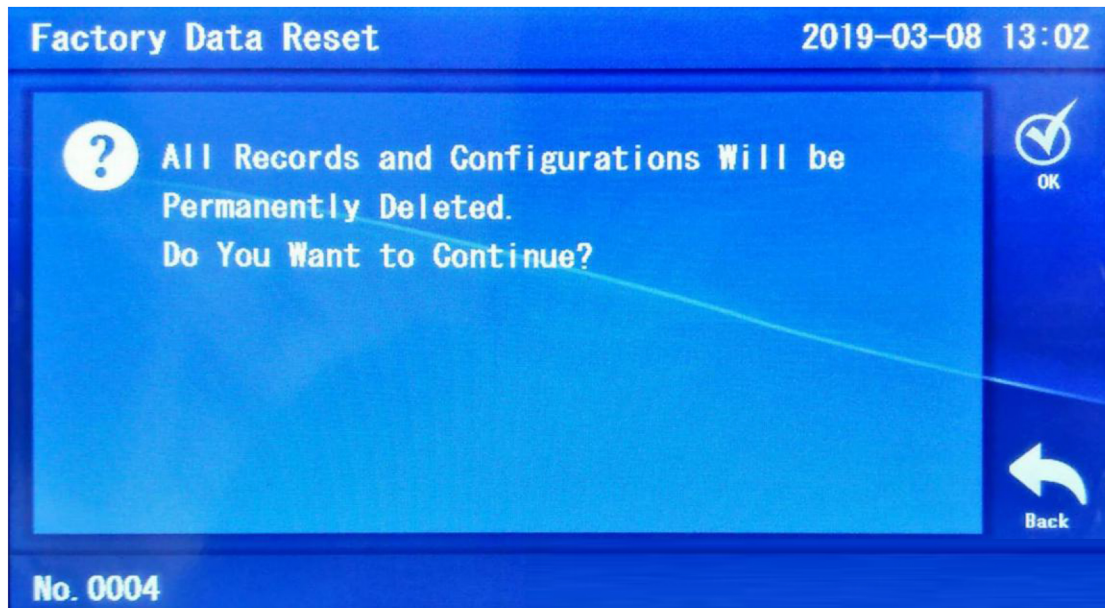 Factory Data Reset 2019-03-08 13:02
?
All Records and Configurations Will be
Permanently Deleted.
Do You Want to Continue?
OK
Back
No. 0004